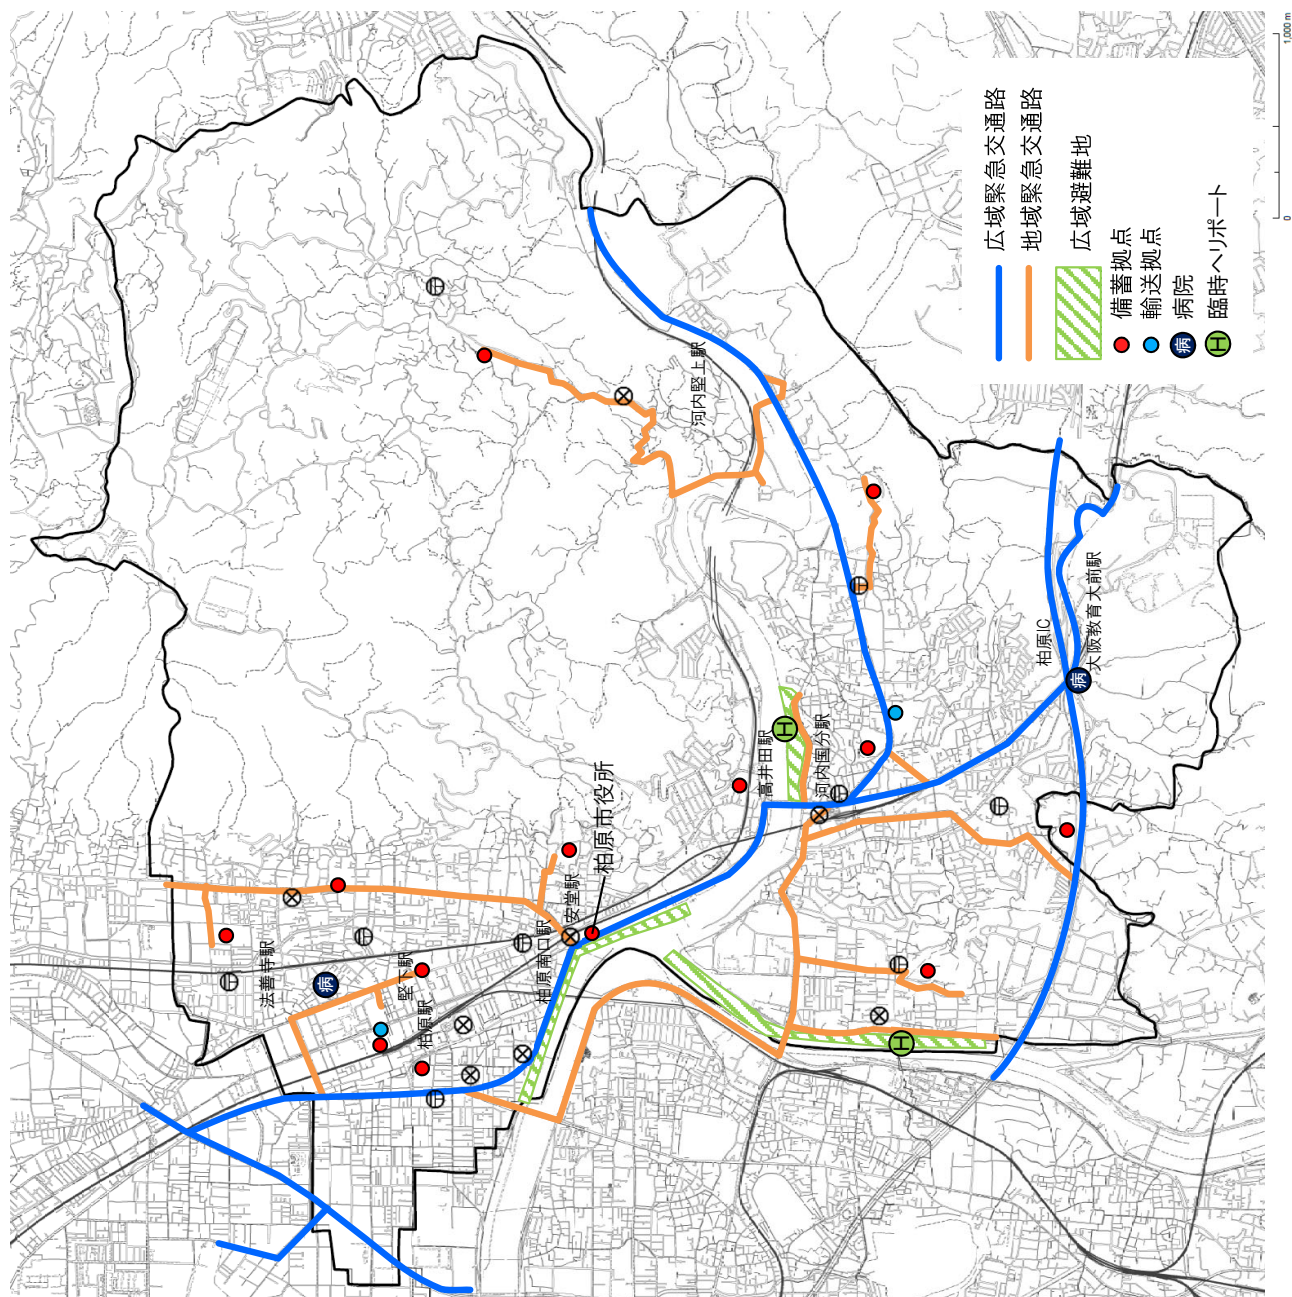 広域緊急交通路
地域緊急交通路
広域避難地
備蓄拠点
輸送拠点
病 病院
H 臨時ヘリポート
0 1,000 m
法善寺駅
病
堅下駅
柏原駅
柏原南口駅
安堂駅
柏原市役所
高井田駅
H
河内国分駅
河内堅上駅
柏原IC
大阪教育大前駅
病
H